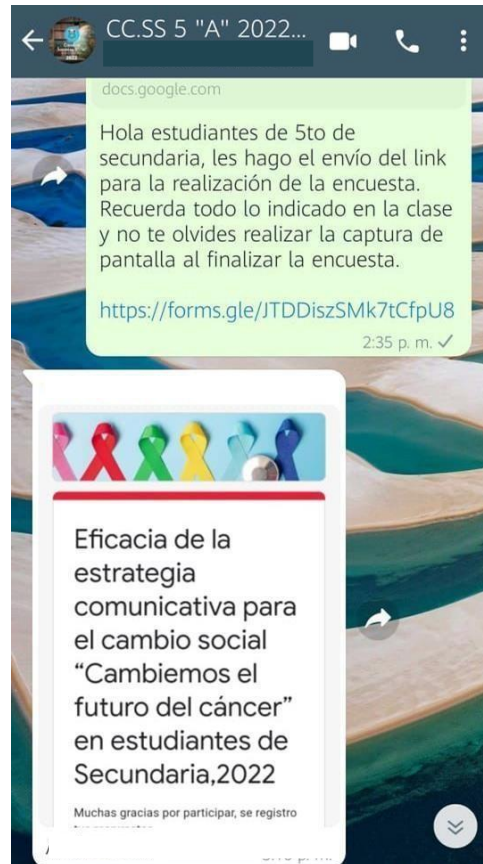 CC.SS 5 "A" 2022...
docs.google.com
Hola estudiantes de 5to de
secundaria, les hago el envío del link
para la realización de la encuesta.
Recuerda todo lo indicado en la clase
y no te olvides realizar la captura de
pantalla al finalizar la encuesta.
https://forms.gle/JTDDiszSMk7tCfpU8
2:35 p. m.
Eficacia de la
estrategia
comunicativa para
el cambio social
“Cambiemos el
futuro del cáncer”
en estudiantes de
Secundaria,2022
Muchas gracias por participar, se registro